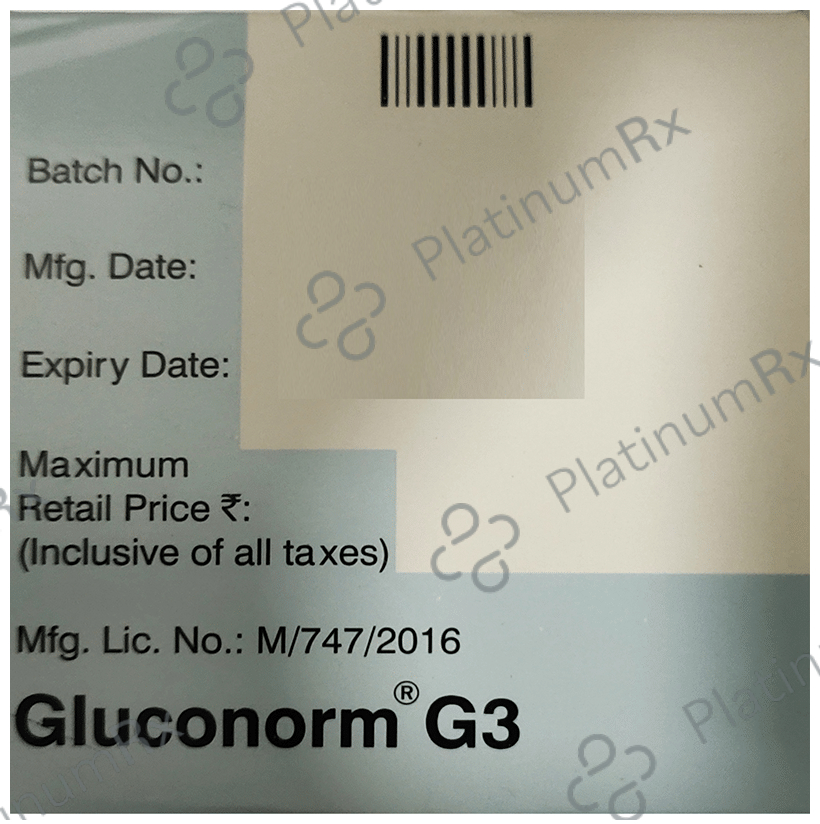 Batch No.:
Mfg. Date:
Expiry Date:
Maximum
Retail Price ₹:
(Inclusive of all taxes)
Mfg. Lic. No.: M/747/2016
Gluconorm® G3
PlatinumRx
PlatinumRx